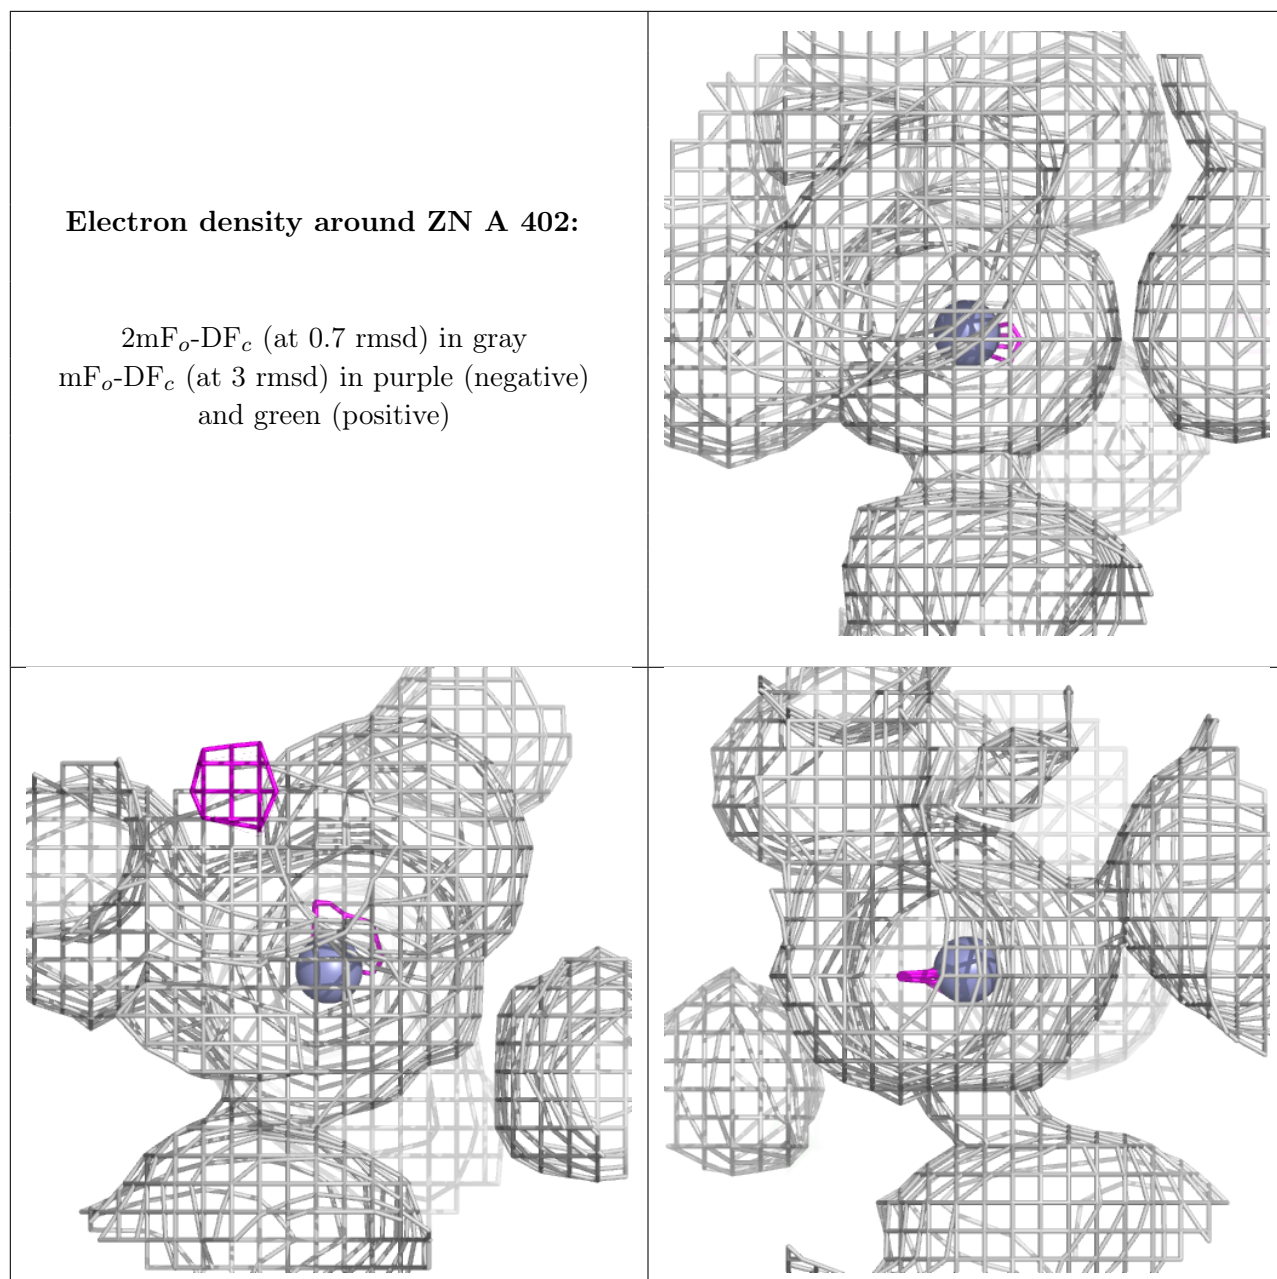 Electron density around ZN A 402:
2mFo-DFc (at 0.7 rmsd) in gray
mFo-DFc (at 3 rmsd) in purple (negative)
and green (positive)